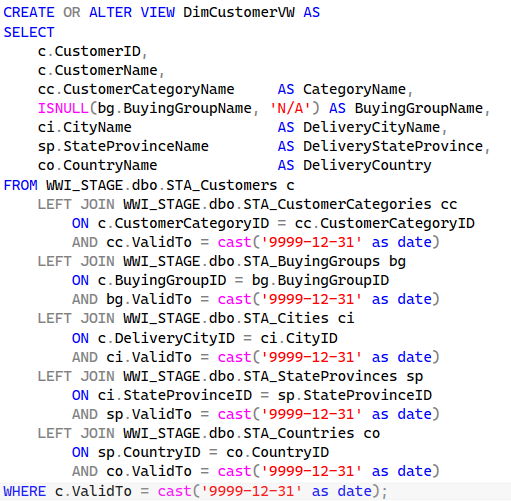 CREATE OR ALTER VIEW DimCustomerVW AS
SELECT
    c.CustomerID,
    c.CustomerName,
    cc.CustomerCategoryName     AS CategoryName,
    ISNULL(bg.BuyingGroupName, 'N/A') AS BuyingGroupName,
    ci.CityName                 AS DeliveryCityName,
    sp.StateProvinceName        AS DeliveryStateProvince,
    co.CountryName              AS DeliveryCountry
FROM WWI_STAGE.dbo.STA_Customers c
    LEFT JOIN WWI_STAGE.dbo.STA_CustomerCategories cc
        ON c.CustomerCategoryID = cc.CustomerCategoryID
        AND cc.ValidTo = cast('9999-12-31' as date)
    LEFT JOIN WWI_STAGE.dbo.STA_BuyingGroups bg
        ON c.BuyingGroupID = bg.BuyingGroupID
        AND bg.ValidTo = cast('9999-12-31' as date)
    LEFT JOIN WWI_STAGE.dbo.STA_Cities ci
        ON c.DeliveryCityID = ci.CityID
        AND ci.ValidTo = cast('9999-12-31' as date)
    LEFT JOIN WWI_STAGE.dbo.STA_StateProvinces sp
        ON ci.StateProvinceID = sp.StateProvinceID
        AND sp.ValidTo = cast('9999-12-31' as date)
    LEFT JOIN WWI_STAGE.dbo.STA_Countries co
        ON sp.CountryID = co.CountryID
        AND co.ValidTo = cast('9999-12-31' as date)
WHERE c.ValidTo = cast('9999-12-31' as date);